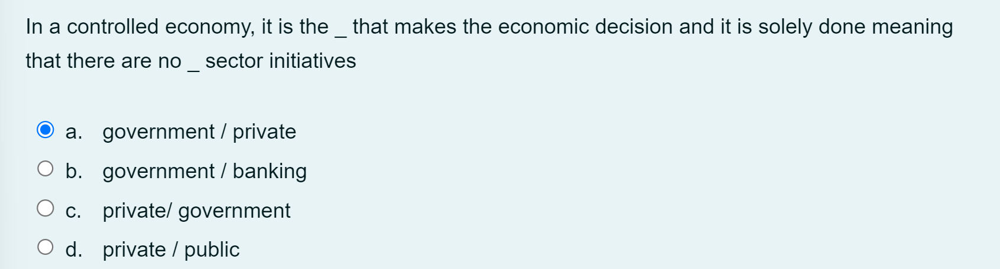 In a controlled economy, it is the _ that makes the economic decision and it is solely done meaning
that there are no _ sector initiatives
a. government / private
b. government / banking
c. private/ government
d. private / public